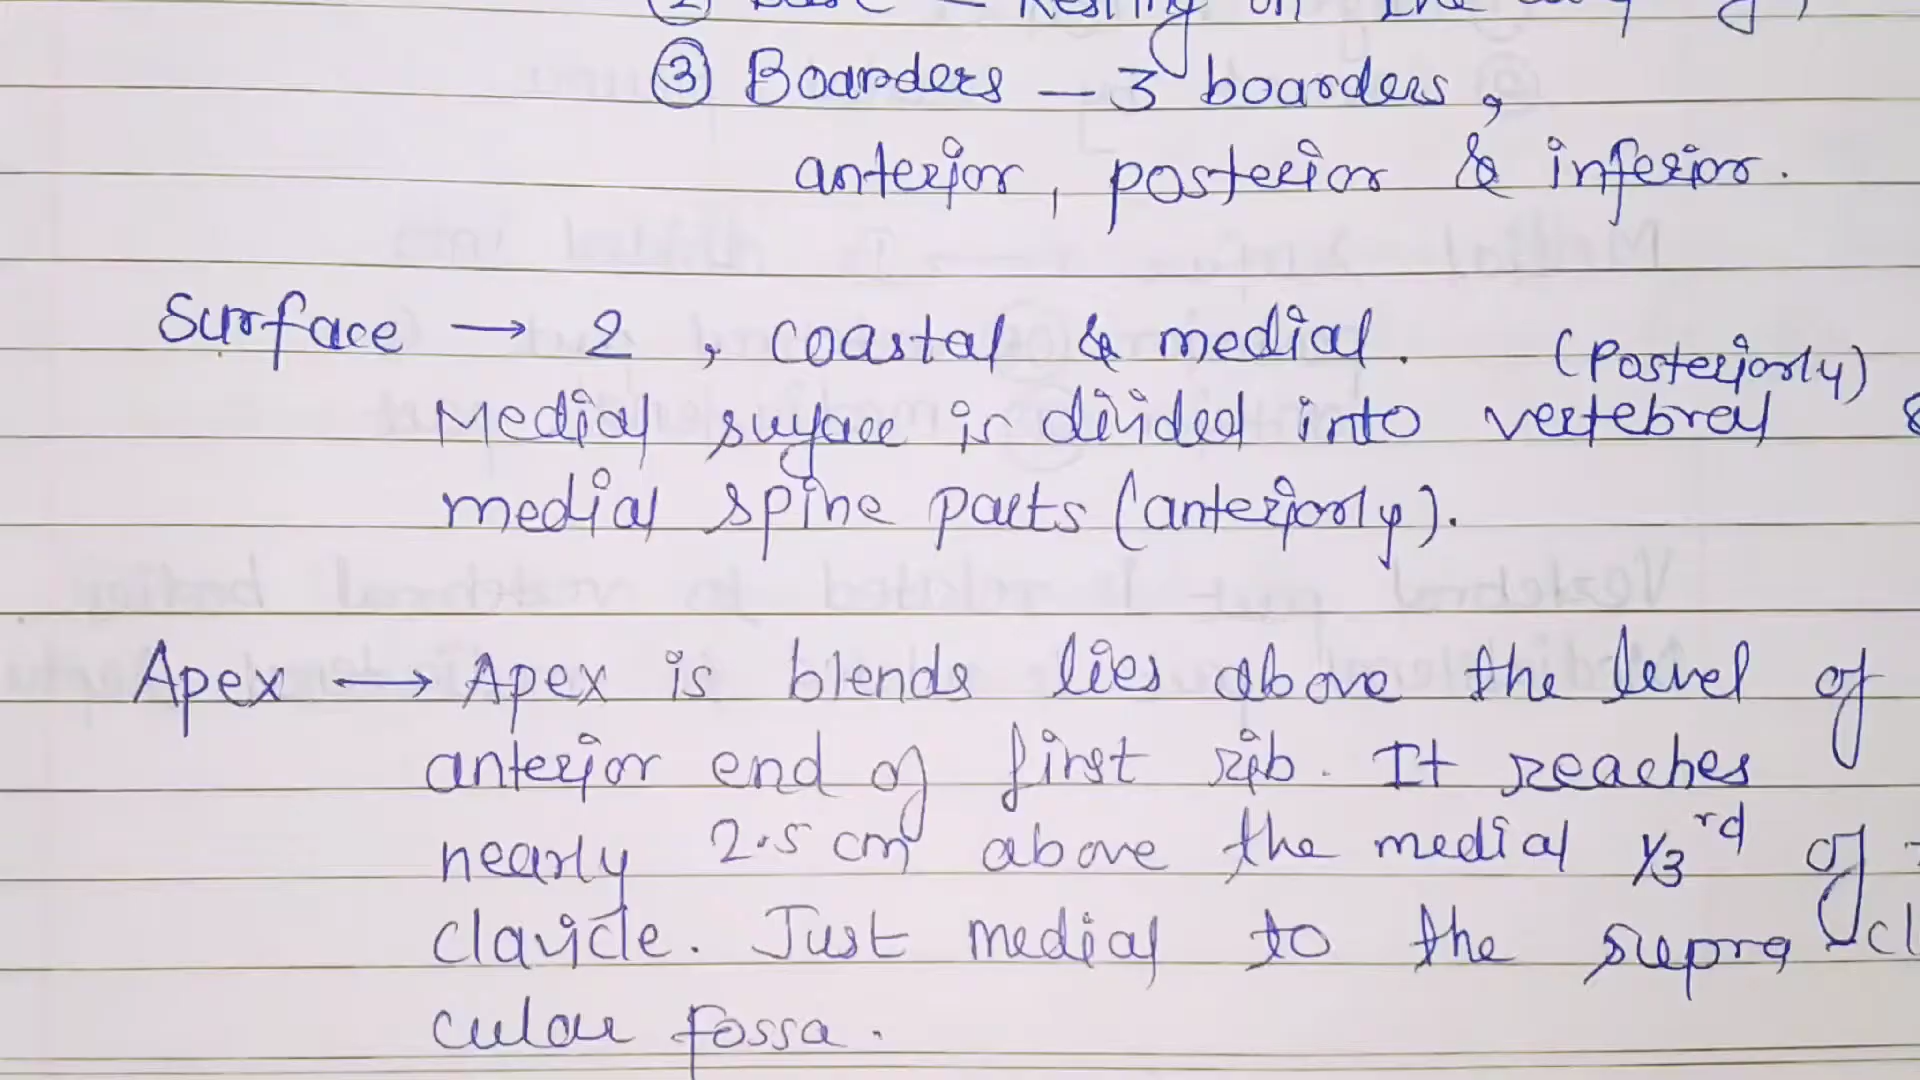 ③ Boarders – 3 boarders,
anterior, posterior & inferior.
Surface → 2, coastal & medial. (Posteriorly)
Medial surface is divided into vertebral &
medial spine parts (anteriorly).
Apex → Apex is blends lies above the level of
anterior end of first rib. It reaches
nearly 2.5 cm above the medial 1/3rd of
clavicle. Just medial to the supra cl
cular fossa.